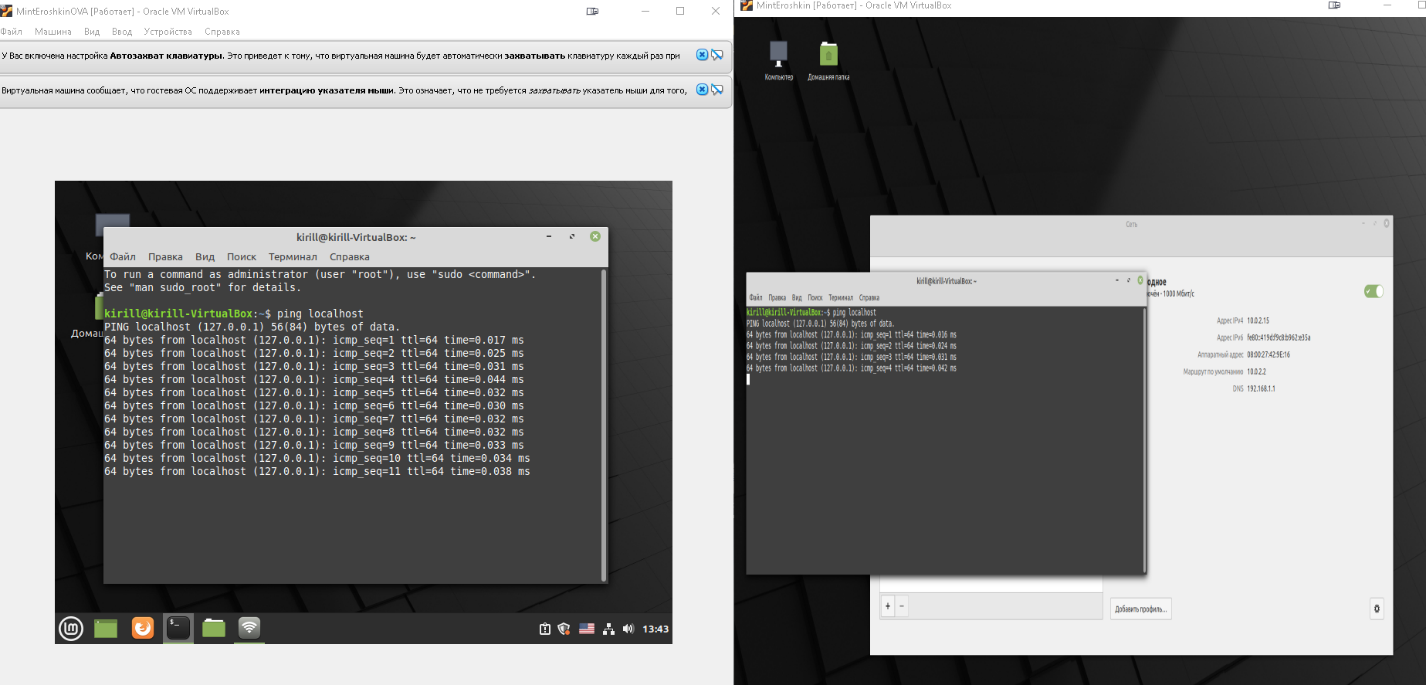 MintEroshkinOVA [Работает] - Oracle VM VirtualBox
Файл Машина Вид Ввод Устройства Справка
У Вас включена настройка Автозахват клавиатуры. Это приведет к тому, что виртуальная машина будет автоматически захватывать клавиатуру каждый раз при
Виртуальная машина сообщает, что гостевая ОС поддерживает интеграцию указателя мыши. Это означает, что не требуется захватывать указатель мыши для того,
Ком
Дома
kirill@kirill-VirtualBox: ~
Файл Правка Вид Поиск Терминал Справка
To run a command as administrator (user "root"), use "sudo <command>".
See "man sudo_root" for details.
kirill@kirill-VirtualBox:~$ ping localhost
PING localhost (127.0.0.1) 56(84) bytes of data.
64 bytes from localhost (127.0.0.1): icmp_seq=1 ttl=64 time=0.017 ms
64 bytes from localhost (127.0.0.1): icmp_seq=2 ttl=64 time=0.025 ms
64 bytes from localhost (127.0.0.1): icmp_seq=3 ttl=64 time=0.031 ms
64 bytes from localhost (127.0.0.1): icmp_seq=4 ttl=64 time=0.044 ms
64 bytes from localhost (127.0.0.1): icmp_seq=5 ttl=64 time=0.032 ms
64 bytes from localhost (127.0.0.1): icmp_seq=6 ttl=64 time=0.030 ms
64 bytes from localhost (127.0.0.1): icmp_seq=7 ttl=64 time=0.032 ms
64 bytes from localhost (127.0.0.1): icmp_seq=8 ttl=64 time=0.032 ms
64 bytes from localhost (127.0.0.1): icmp_seq=9 ttl=64 time=0.033 ms
64 bytes from localhost (127.0.0.1): icmp_seq=10 ttl=64 time=0.034 ms
64 bytes from localhost (127.0.0.1): icmp_seq=11 ttl=64 time=0.038 ms
13:43
MintEroshkin [Работает] - Oracle VM VirtualBox
Компьютер Домашняя папка
Сеть
kirill@kirill-VirtualBox: ~
Файл Правка Вид Поиск Терминал Справка
kirill@kirill-VirtualBox:~$ ping localhost
PING localhost (127.0.0.1) 56(84) bytes of data.
64 bytes from localhost (127.0.0.1): icmp_seq=1 ttl=64 time=0.016 ms
64 bytes from localhost (127.0.0.1): icmp_seq=2 ttl=64 time=0.024 ms
64 bytes from localhost (127.0.0.1): icmp_seq=3 ttl=64 time=0.031 ms
64 bytes from localhost (127.0.0.1): icmp_seq=4 ttl=64 time=0.042 ms
одное
ючён - 1000 Мбит/с
Адрес IPv4 10.0.2.15
Адрес IPv6
Аппаратный адрес 08:00:27:42:9E:16
Маршрут по умолчанию 10.0.2.2
DNS 192.168.1.1
Добавить профиль...